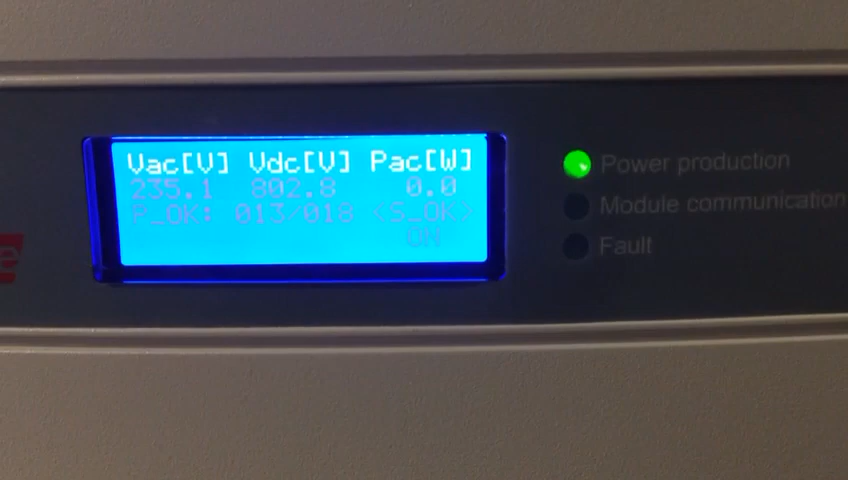 Vac[V] Vdc[V] Pac[W]
235.1 802.8 0.0
P_OK: 013/018 <S_OK>
ON
Power production
Module communication
Fault
e